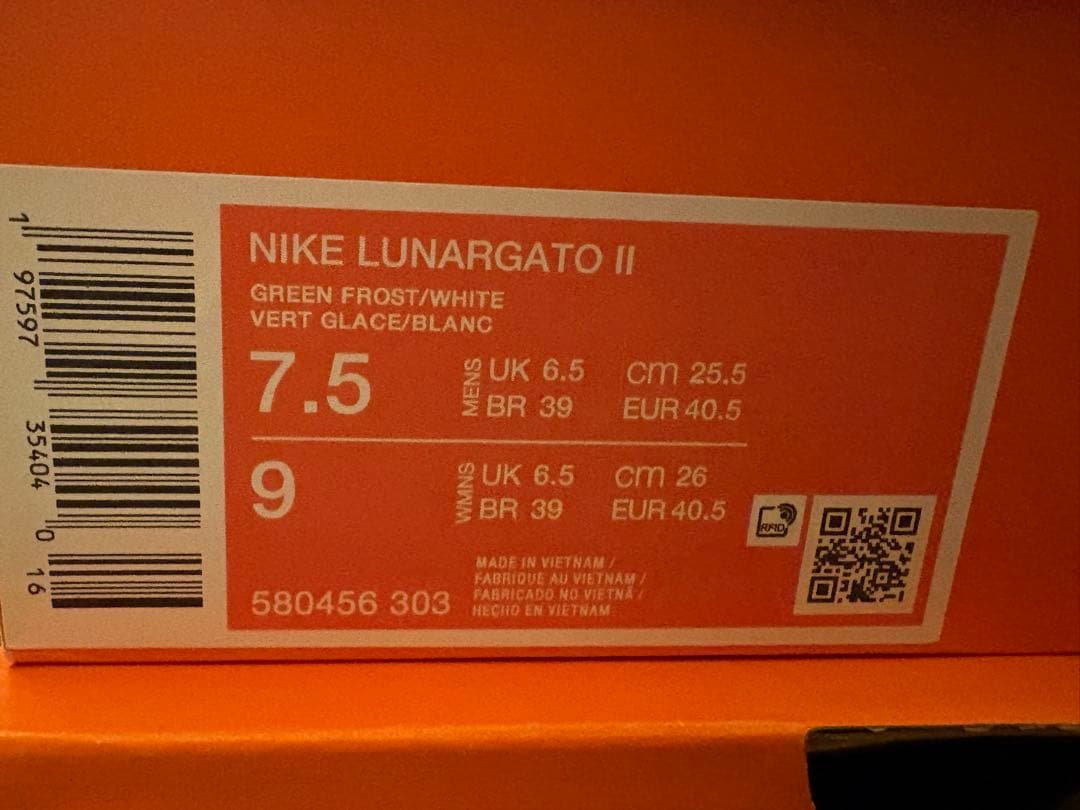 NIKE LUNARGATO II
GREEN FROST/WHITE
VERT GLACE/BLANC
7.5
MENS
UK 6.5 cm 25.5
BR 39 EUR 40.5
9
WMNS
UK 6.5 cm 26
BR 39 EUR 40.5
RFID
MADE IN VIETNAM /
FABRIQUE AU VIETNAM /
FABRICADO NO VIETNÃ /
HECHO EN VIETNAM
580456 303
1 97597 35404 0 16